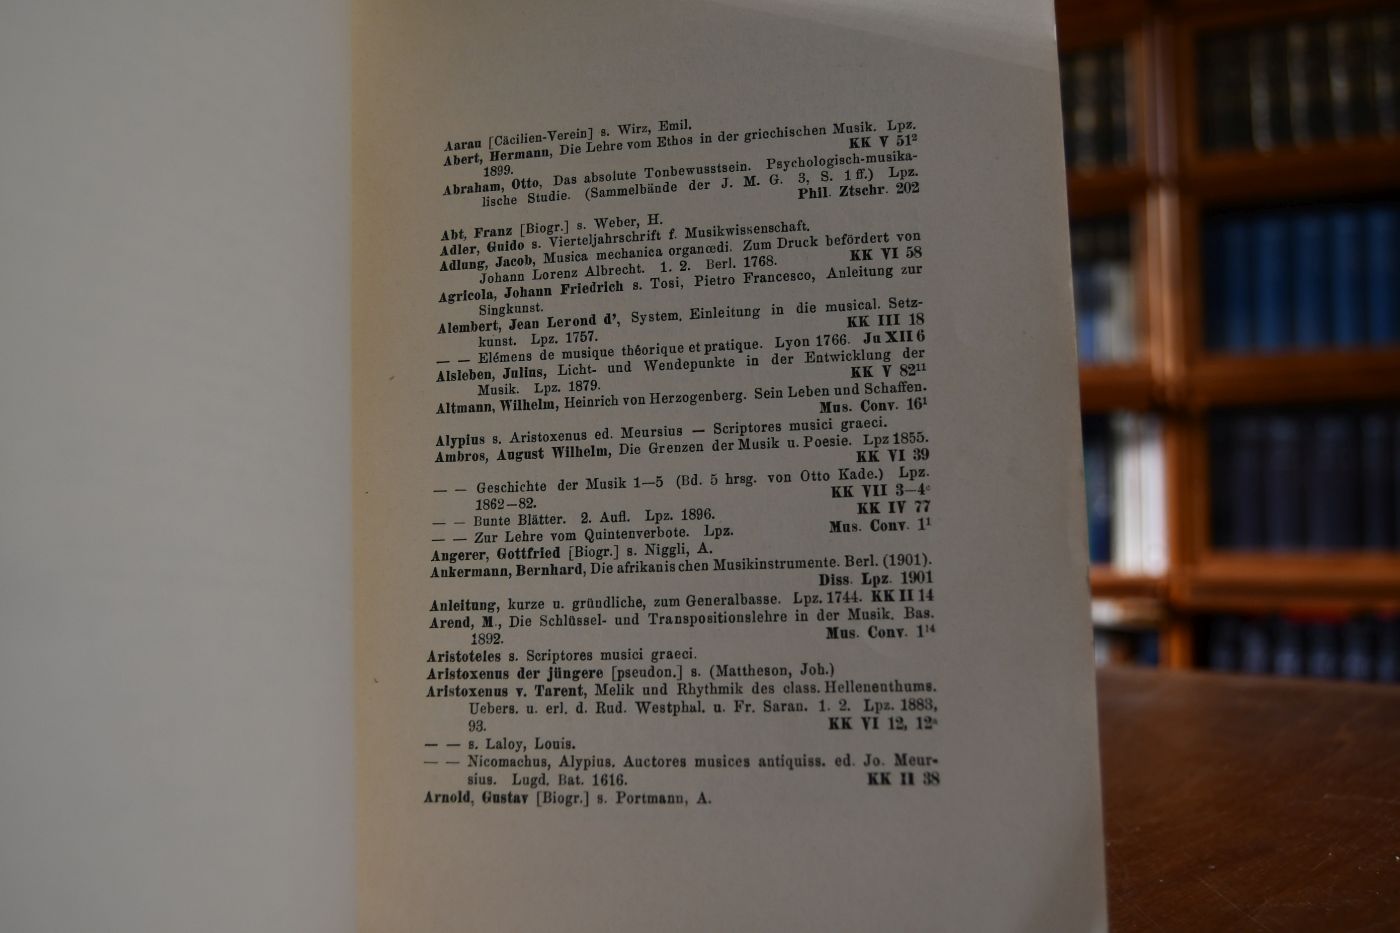 Aarau [Cäcilien-Verein] s. Wirz, Emil.
Abert, Hermann, Die Lehre vom Ethos in der griechischen Musik. Lpz.
1899. KK V 51²
Abraham, Otto, Das absolute Tonbewusstsein. Psychologisch-musika-
lische Studie. (Sammelbände der J. M. G. 3, S. 1 ff.) Lpz.
Phil. Ztschr. 202
Abt, Franz [Biogr.] s. Weber, H.
Adler, Guido s. Vierteljahrschrift f. Musikwissenschaft.
Adlung, Jacob, Musica mechanica organœdi. Zum Druck befördert von
Johann Lorenz Albrecht. 1. 2. Berl. 1768. KK VI 58
Agricola, Johann Friedrich s. Tosi, Pietro Francesco, Anleitung zur
Singkunst.
Alembert, Jean Lerond d', System. Einleitung in die musical. Setz-
kunst. Lpz. 1757. KK III 18
— — Elémens de musique théorique et pratique. Lyon 1766. Ju XII 6
Alsleben, Julius, Licht- und Wendepunkte in der Entwicklung der
Musik. Lpz. 1879. KK V 82¹¹
Altmann, Wilhelm, Heinrich von Herzogenberg. Sein Leben und Schaffen.
Mus. Conv. 16¹
Alypius s. Aristoxenus ed. Meursius — Scriptores musici graeci.
Ambros, August Wilhelm, Die Grenzen der Musik u. Poesie. Lpz 1855.
KK VI 39
— — Geschichte der Musik 1—5 (Bd. 5 hrsg. von Otto Kade.) Lpz.
1862—82. KK VII 3—4ᶜ
— — Bunte Blätter. 2. Aufl. Lpz. 1896. KK IV 77
— — Zur Lehre vom Quintenverbote. Lpz. Mus. Conv. 1¹
Angerer, Gottfried [Biogr.] s. Niggli, A.
Ankermann, Bernhard, Die afrikanischen Musikinstrumente. Berl. (1901).
Diss. Lpz. 1901
Anleitung, kurze u. gründliche, zum Generalbasse. Lpz. 1744. KK II 14
Arend, M., Die Schlüssel- und Transpositionslehre in der Musik. Bas.
1892. Mus. Conv. 1¹⁴
Aristoteles s. Scriptores musici graeci.
Aristoxenus der jüngere [pseudon.] s. (Mattheson, Joh.)
Aristoxenus v. Tarent, Melik und Rhythmik des class. Hellenenthums.
Uebers. u. erl. d. Rud. Westphal. u. Fr. Saran. 1. 2. Lpz. 1883,
93. KK VI 12, 12ᵃ
— — s. Laloy, Louis.
— — Nicomachus, Alypius. Auctores musices antiquiss. ed. Jo. Meur-
sius. Lugd. Bat. 1616. KK II 38
Arnold, Gustav [Biogr.] s. Portmann, A.